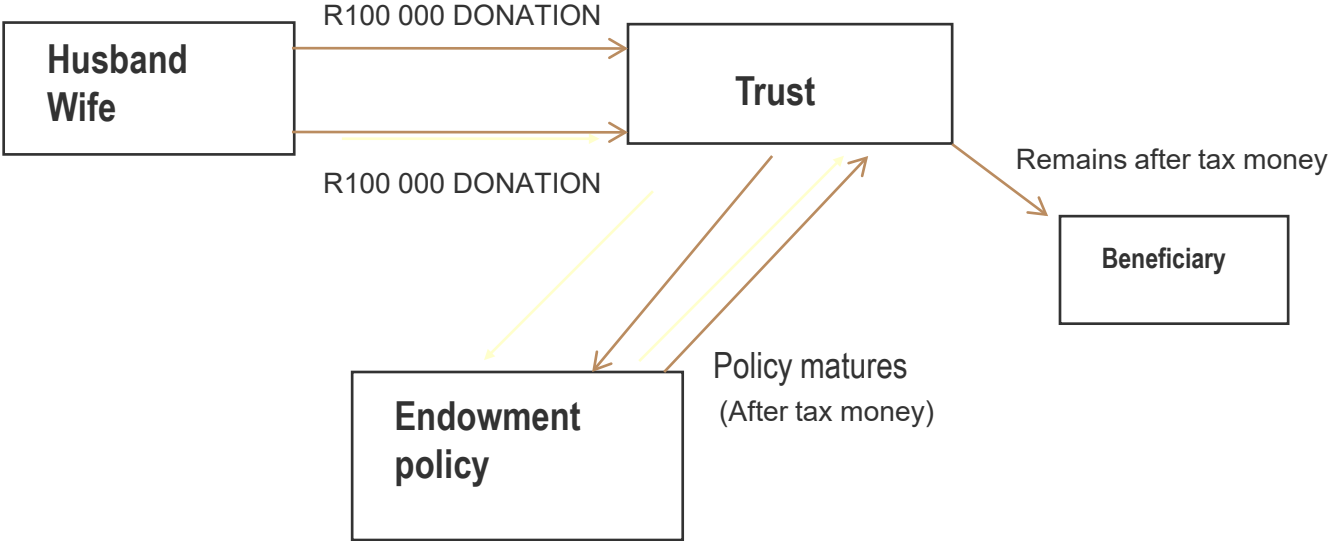 R100 000 DONATION
Husband
Wife
Trust
R100 000 DONATION
Remains after tax money
Beneficiary
Policy matures
(After tax money)
Endowment
policy